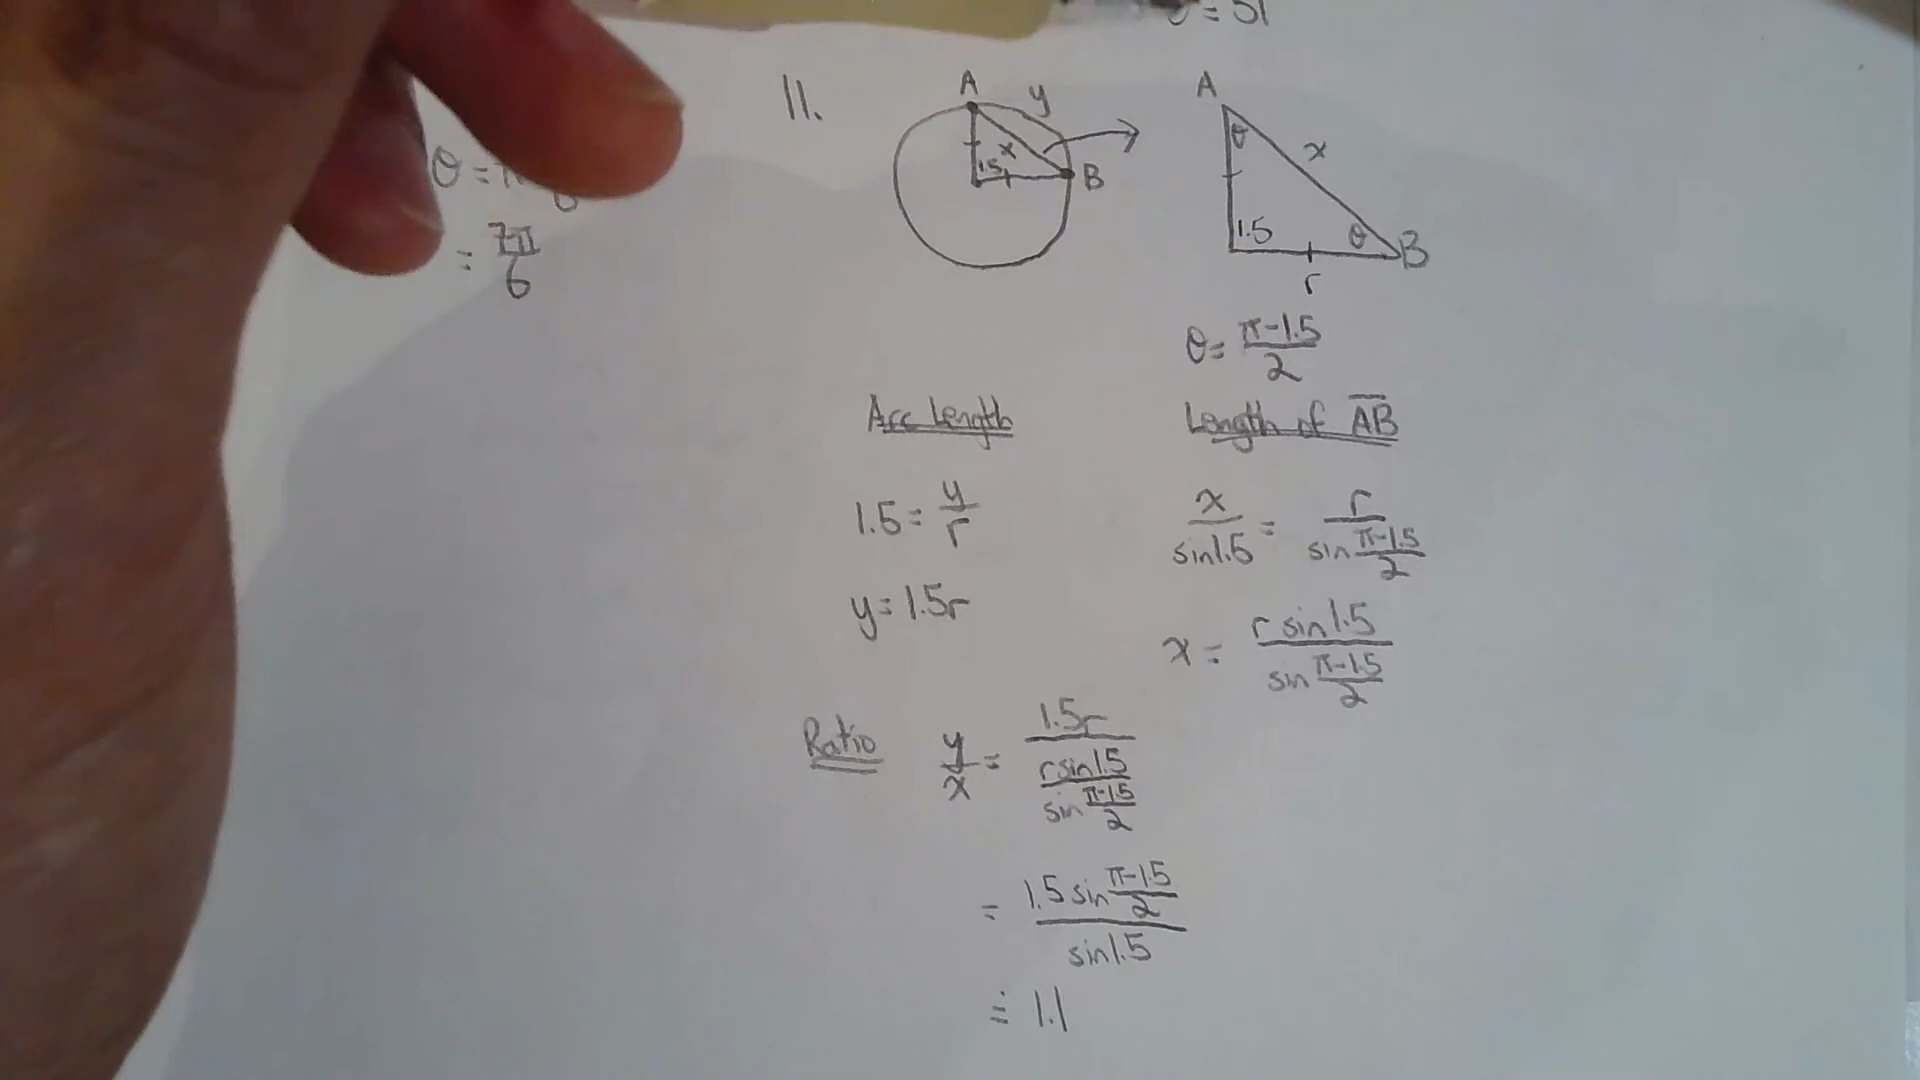 θ = 51
θ = π
6
= 7π/6
11.
A y
x
1.5
B
A
θ
x
1.5 θ B
r
θ = (π-1.5)/2
Arc Length
1.5 = y/r
y = 1.5r
Length of AB
x/sin1.5 = r/sin (π-1.5)/2
x = r sin1.5/sin (π-1.5)/2
Ratio y/x = 1.5r/(r sin1.5/sin (π-1.5)/2)
= 1.5 sin (π-1.5)/2 / sin1.5
≐ 1.1